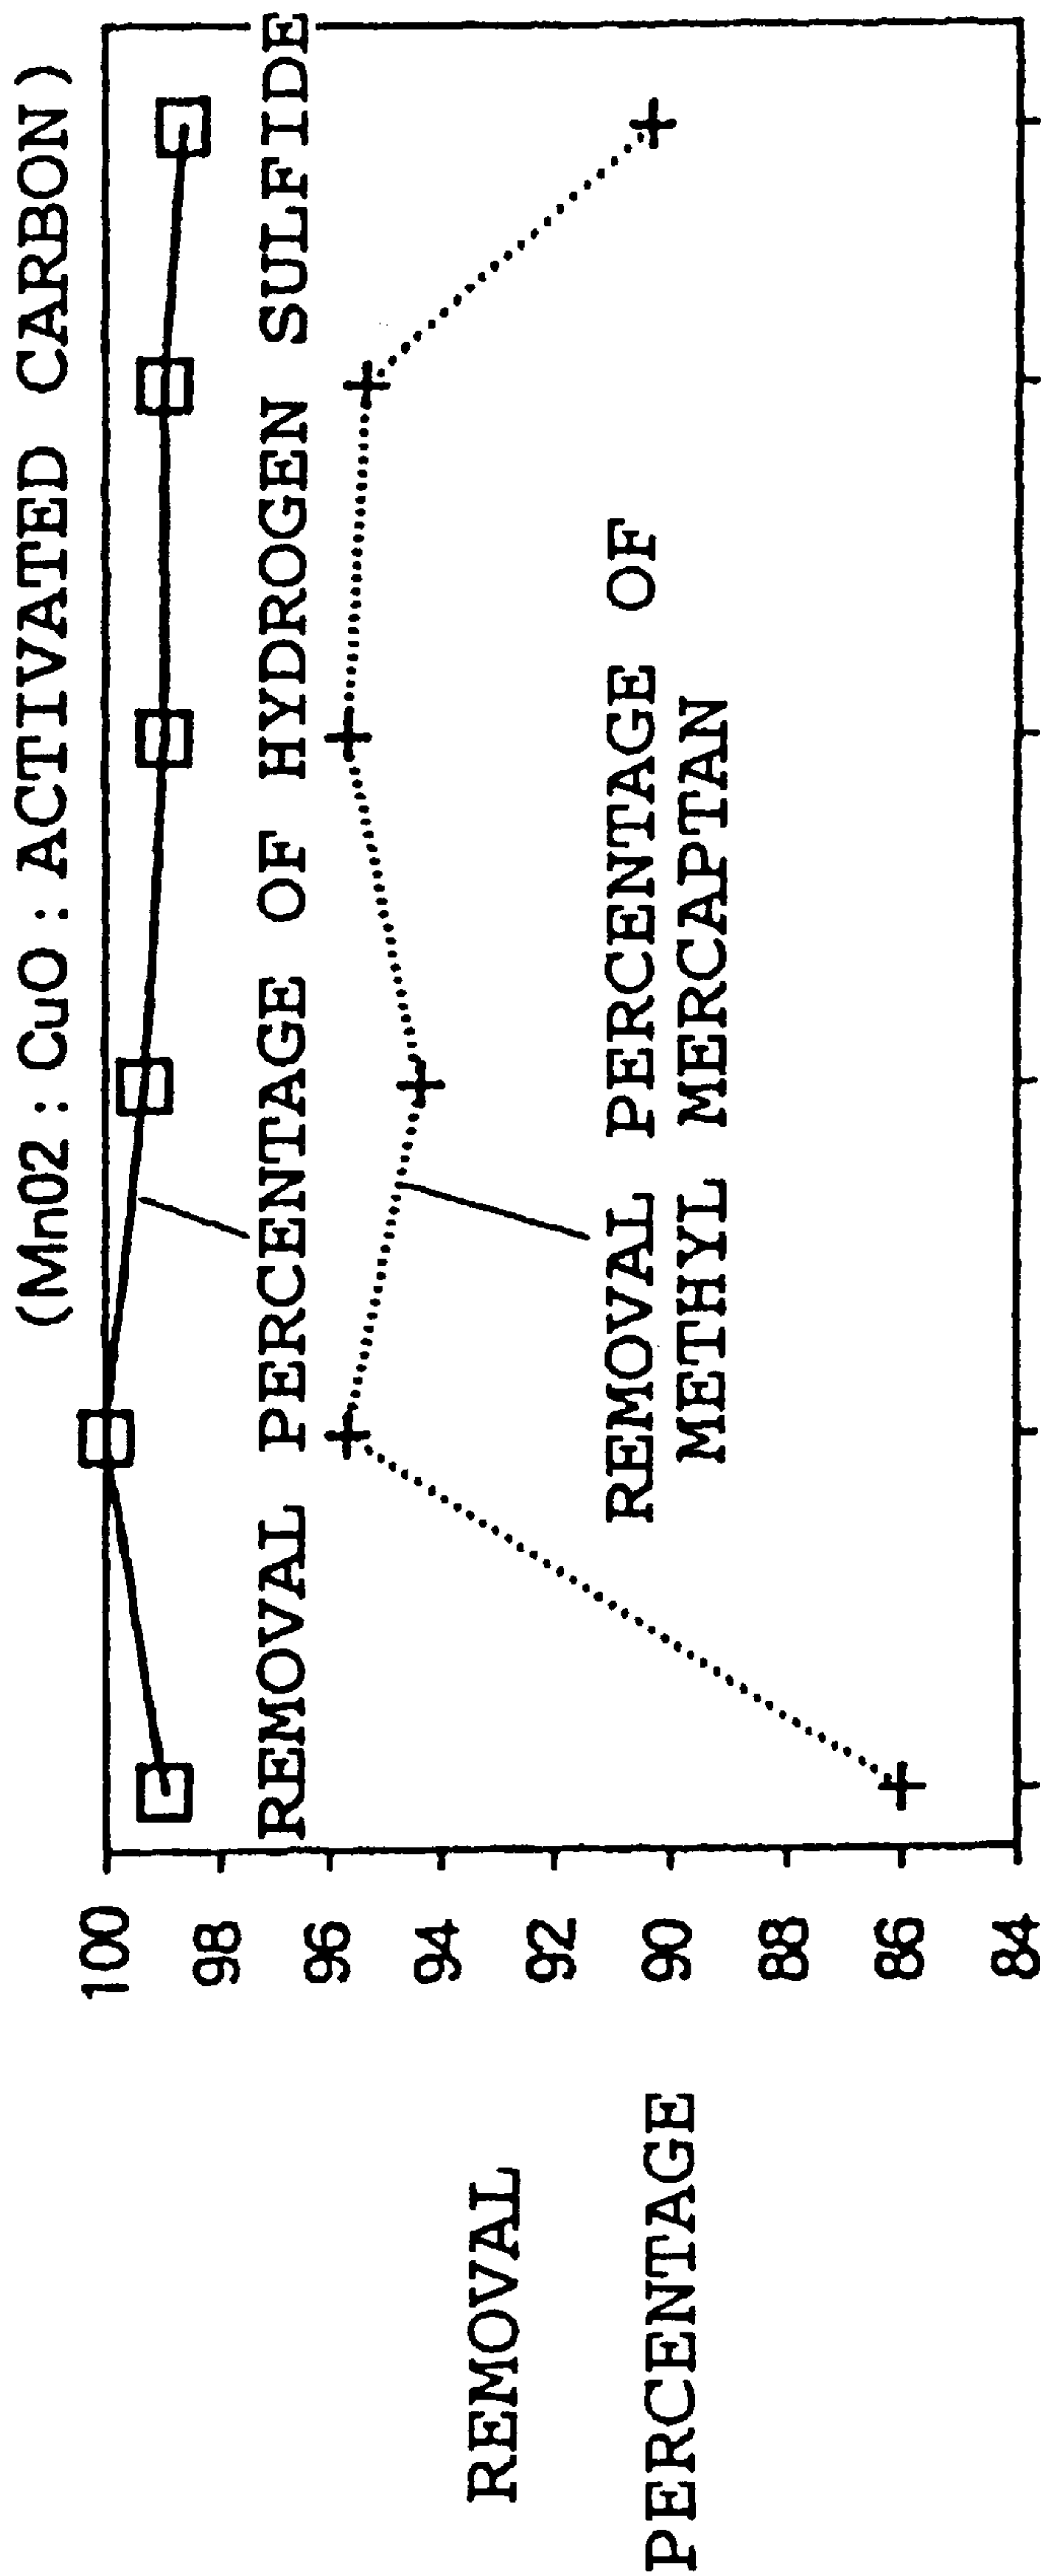 (Mn02 : CuO : ACTIVATED CARBON)
REMOVAL PERCENTAGE OF HYDROGEN SULFIDE
REMOVAL PERCENTAGE OF
METHYL MERCAPTAN
100
98
96
94
92
90
88
86
84
REMOVAL
PERCENTAGE